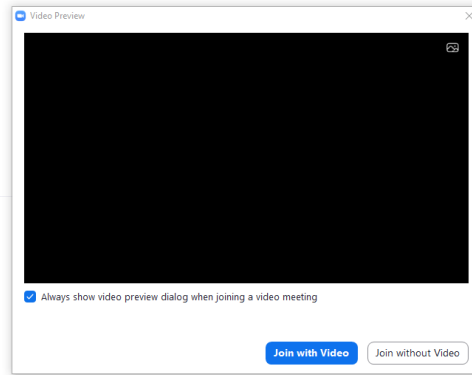 Video Preview
Always show video preview dialog when joining a video meeting
Join with Video
Join without Video